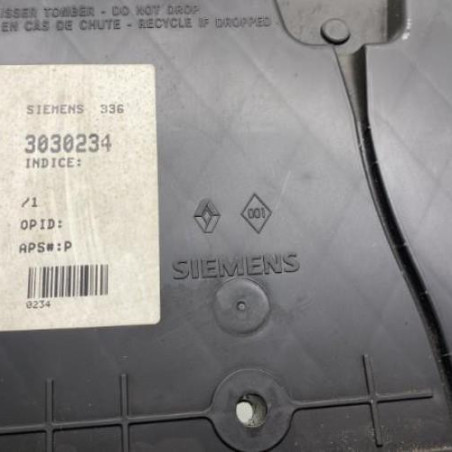 ISSER TOMBER - DO NOT DROP
EN CAS DE CHUTE - RECYCLE IF DROPPED
SIEMENS 336
3030234
INDICE:
/1
OPID:
APS#:P
0234
001
SIEMENS